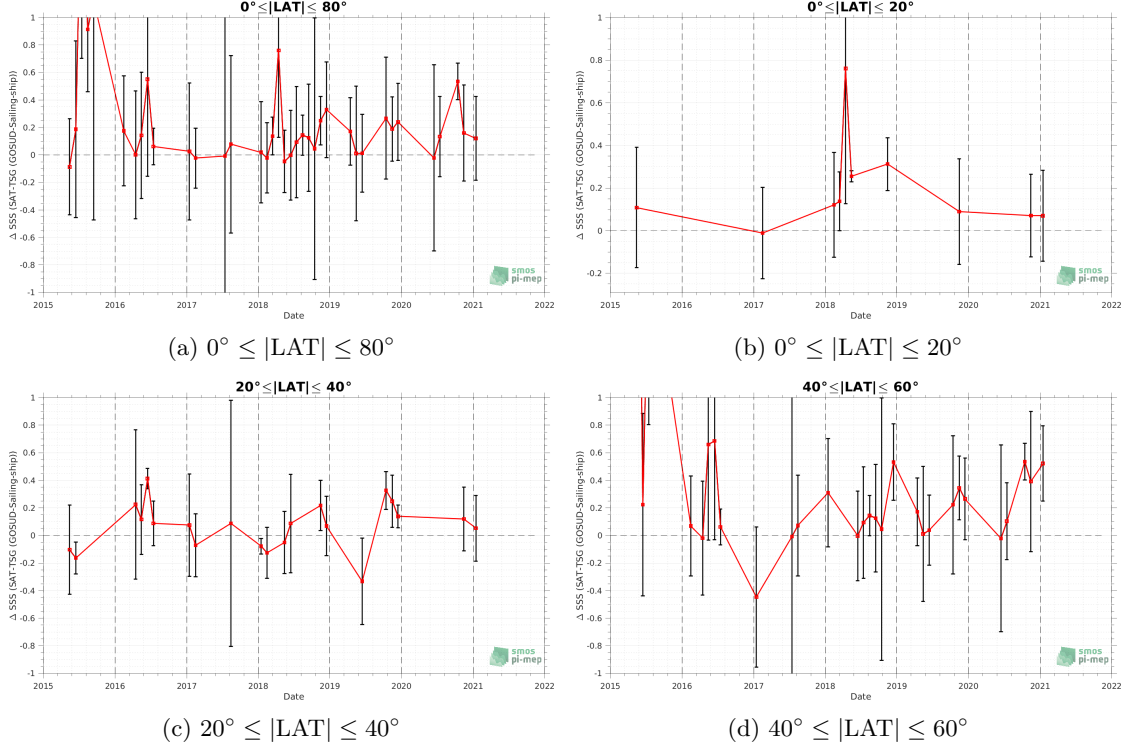 0°≤|LAT|≤ 80°
Δ SSS (SAT-TSG (GOSUD-Sailing-ship))
1
0.8
0.6
0.4
0.2
0
-0.2
-0.4
-0.6
-0.8
-1
2015 2016 2017 2018 2019 2020 2021 2022
Date
smos
pi-mep
(a) 0° ≤ |LAT| ≤ 80°
0°≤|LAT|≤ 20°
Δ SSS (SAT-TSG (GOSUD-Sailing-ship))
1
0.8
0.6
0.4
0.2
0
-0.2
2015 2016 2017 2018 2019 2020 2021 2022
Date
smos
pi-mep
(b) 0° ≤ |LAT| ≤ 20°
20°≤|LAT|≤ 40°
Δ SSS (SAT-TSG (GOSUD-Sailing-ship))
1
0.8
0.6
0.4
0.2
0
-0.2
-0.4
-0.6
-0.8
-1
2015 2016 2017 2018 2019 2020 2021 2022
Date
smos
pi-mep
(c) 20° ≤ |LAT| ≤ 40°
40°≤|LAT|≤ 60°
Δ SSS (SAT-TSG (GOSUD-Sailing-ship))
1
0.8
0.6
0.4
0.2
0
-0.2
-0.4
-0.6
-0.8
-1
2015 2016 2017 2018 2019 2020 2021 2022
Date
smos
pi-mep
(d) 40° ≤ |LAT| ≤ 60°